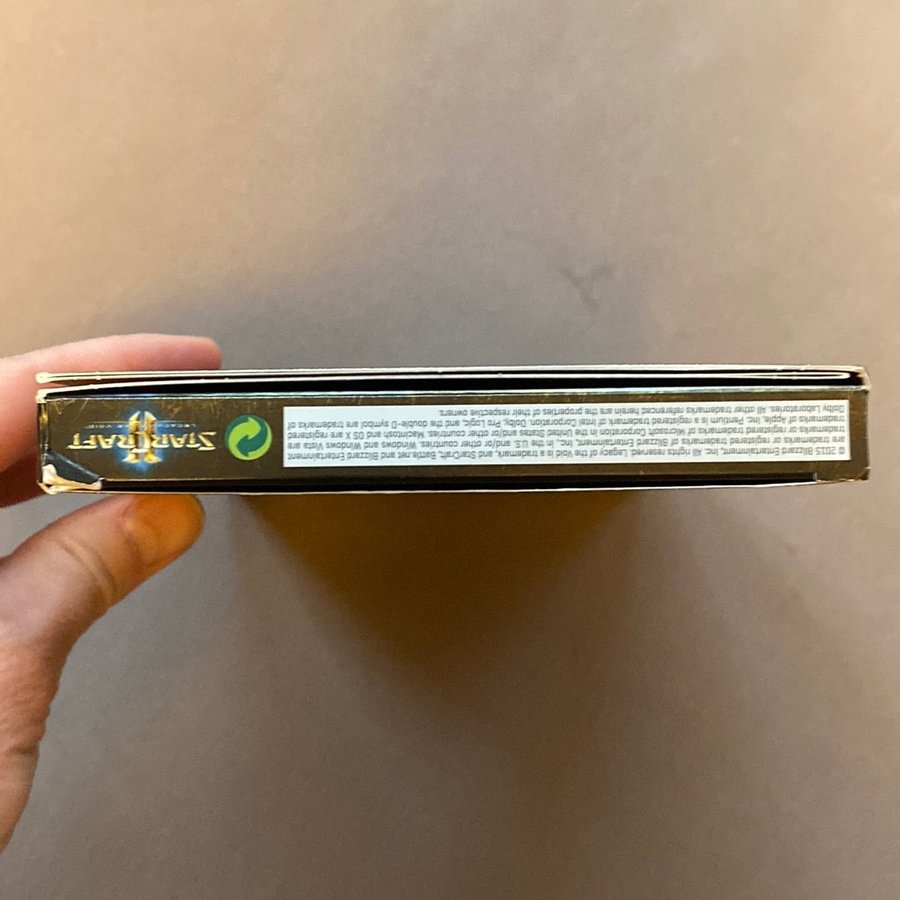 © 2015 Blizzard Entertainment, Inc. All rights reserved. Legacy of the Void is a trademark, and StarCraft, Battle.net and Blizzard Entertainment
are trademarks or registered trademarks of Blizzard Entertainment, Inc., in the U.S. and/or other countries. Windows and Windows Vista are
trademarks or registered trademarks of Microsoft Corporation in the United States and/or other countries. Macintosh and OS X are registered
trademarks of Apple, Inc. Pentium is a registered trademark of Intel Corporation. Dolby, Pro Logic, and the double-D symbol are trademarks of
Dolby Laboratories. All other trademarks referenced herein are the properties of their respective owners.
STARCRAFT
II
LEGACY OF THE VOID